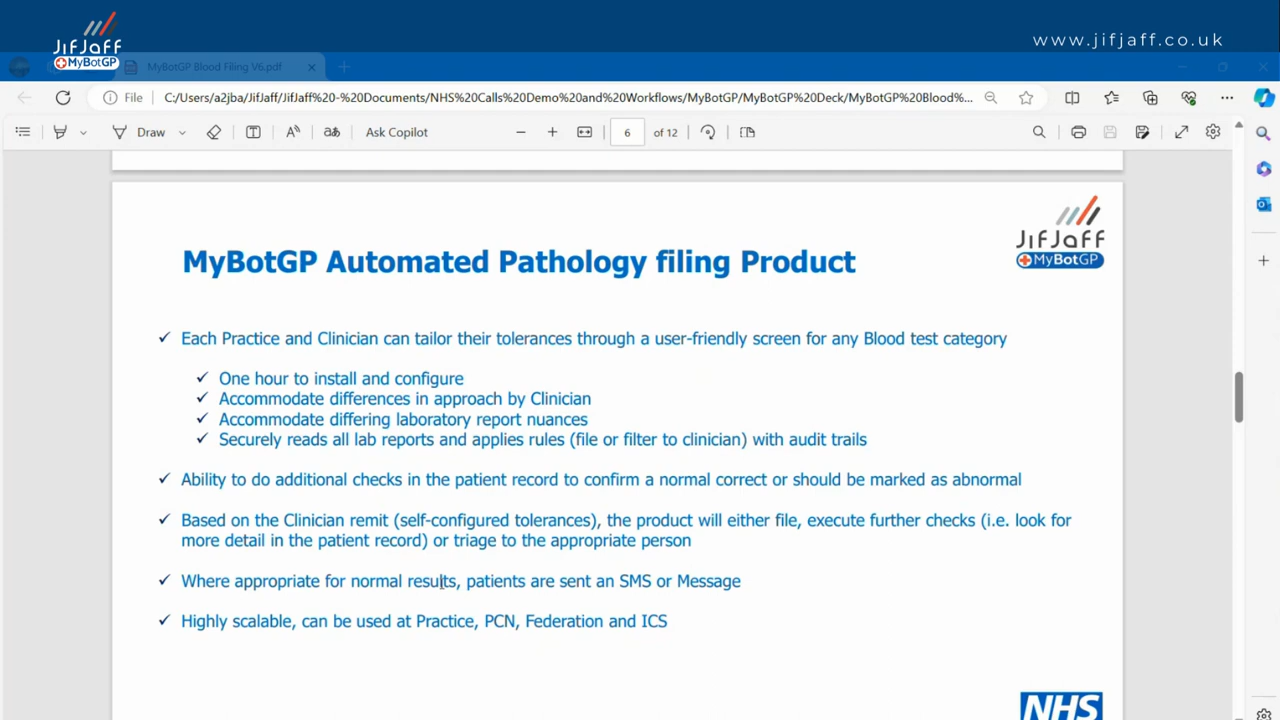 JifJaff
MyBotGP
www.jifjaff.co.uk
MyBotGP Blood Filing V6.pdf
File
C:/Users/a2jba/JifJaff/JifJaff%20-%20Documents/NHS%20Calls%20Demo%20and%20Workflows/MyBotGP/MyBotGP%20Deck/MyBotGP%20Blood%...
Draw
Ask Copilot
6 of 12
JifJaff
MyBotGP
MyBotGP Automated Pathology filing Product
✓ Each Practice and Clinician can tailor their tolerances through a user-friendly screen for any Blood test category
✓ One hour to install and configure
✓ Accommodate differences in approach by Clinician
✓ Accommodate differing laboratory report nuances
✓ Securely reads all lab reports and applies rules (file or filter to clinician) with audit trails
✓ Ability to do additional checks in the patient record to confirm a normal correct or should be marked as abnormal
✓ Based on the Clinician remit (self-configured tolerances), the product will either file, execute further checks (i.e. look for
more detail in the patient record) or triage to the appropriate person
✓ Where appropriate for normal results, patients are sent an SMS or Message
✓ Highly scalable, can be used at Practice, PCN, Federation and ICS
NHS